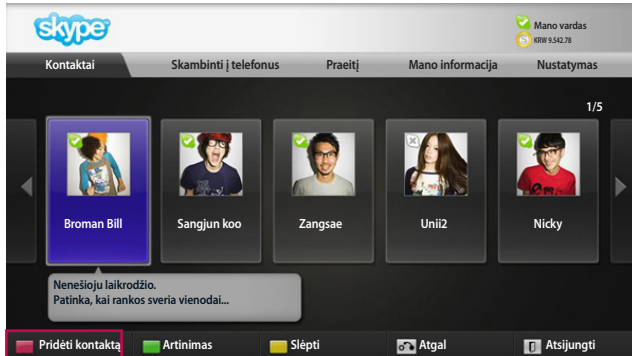 skype
Mano vardas
S KRW 9.542.78
Kontaktai Skambinti į telefonus Praeitį Mano informacija Nustatymas
1/5
Broman Bill Sangjun koo Zangsae Unii2 Nicky
Nenešioju laikrodžio.
Patinka, kai rankos sveria vienodai...
Pridėti kontaktą Artinimas Slėpti Atgal Atsijungti